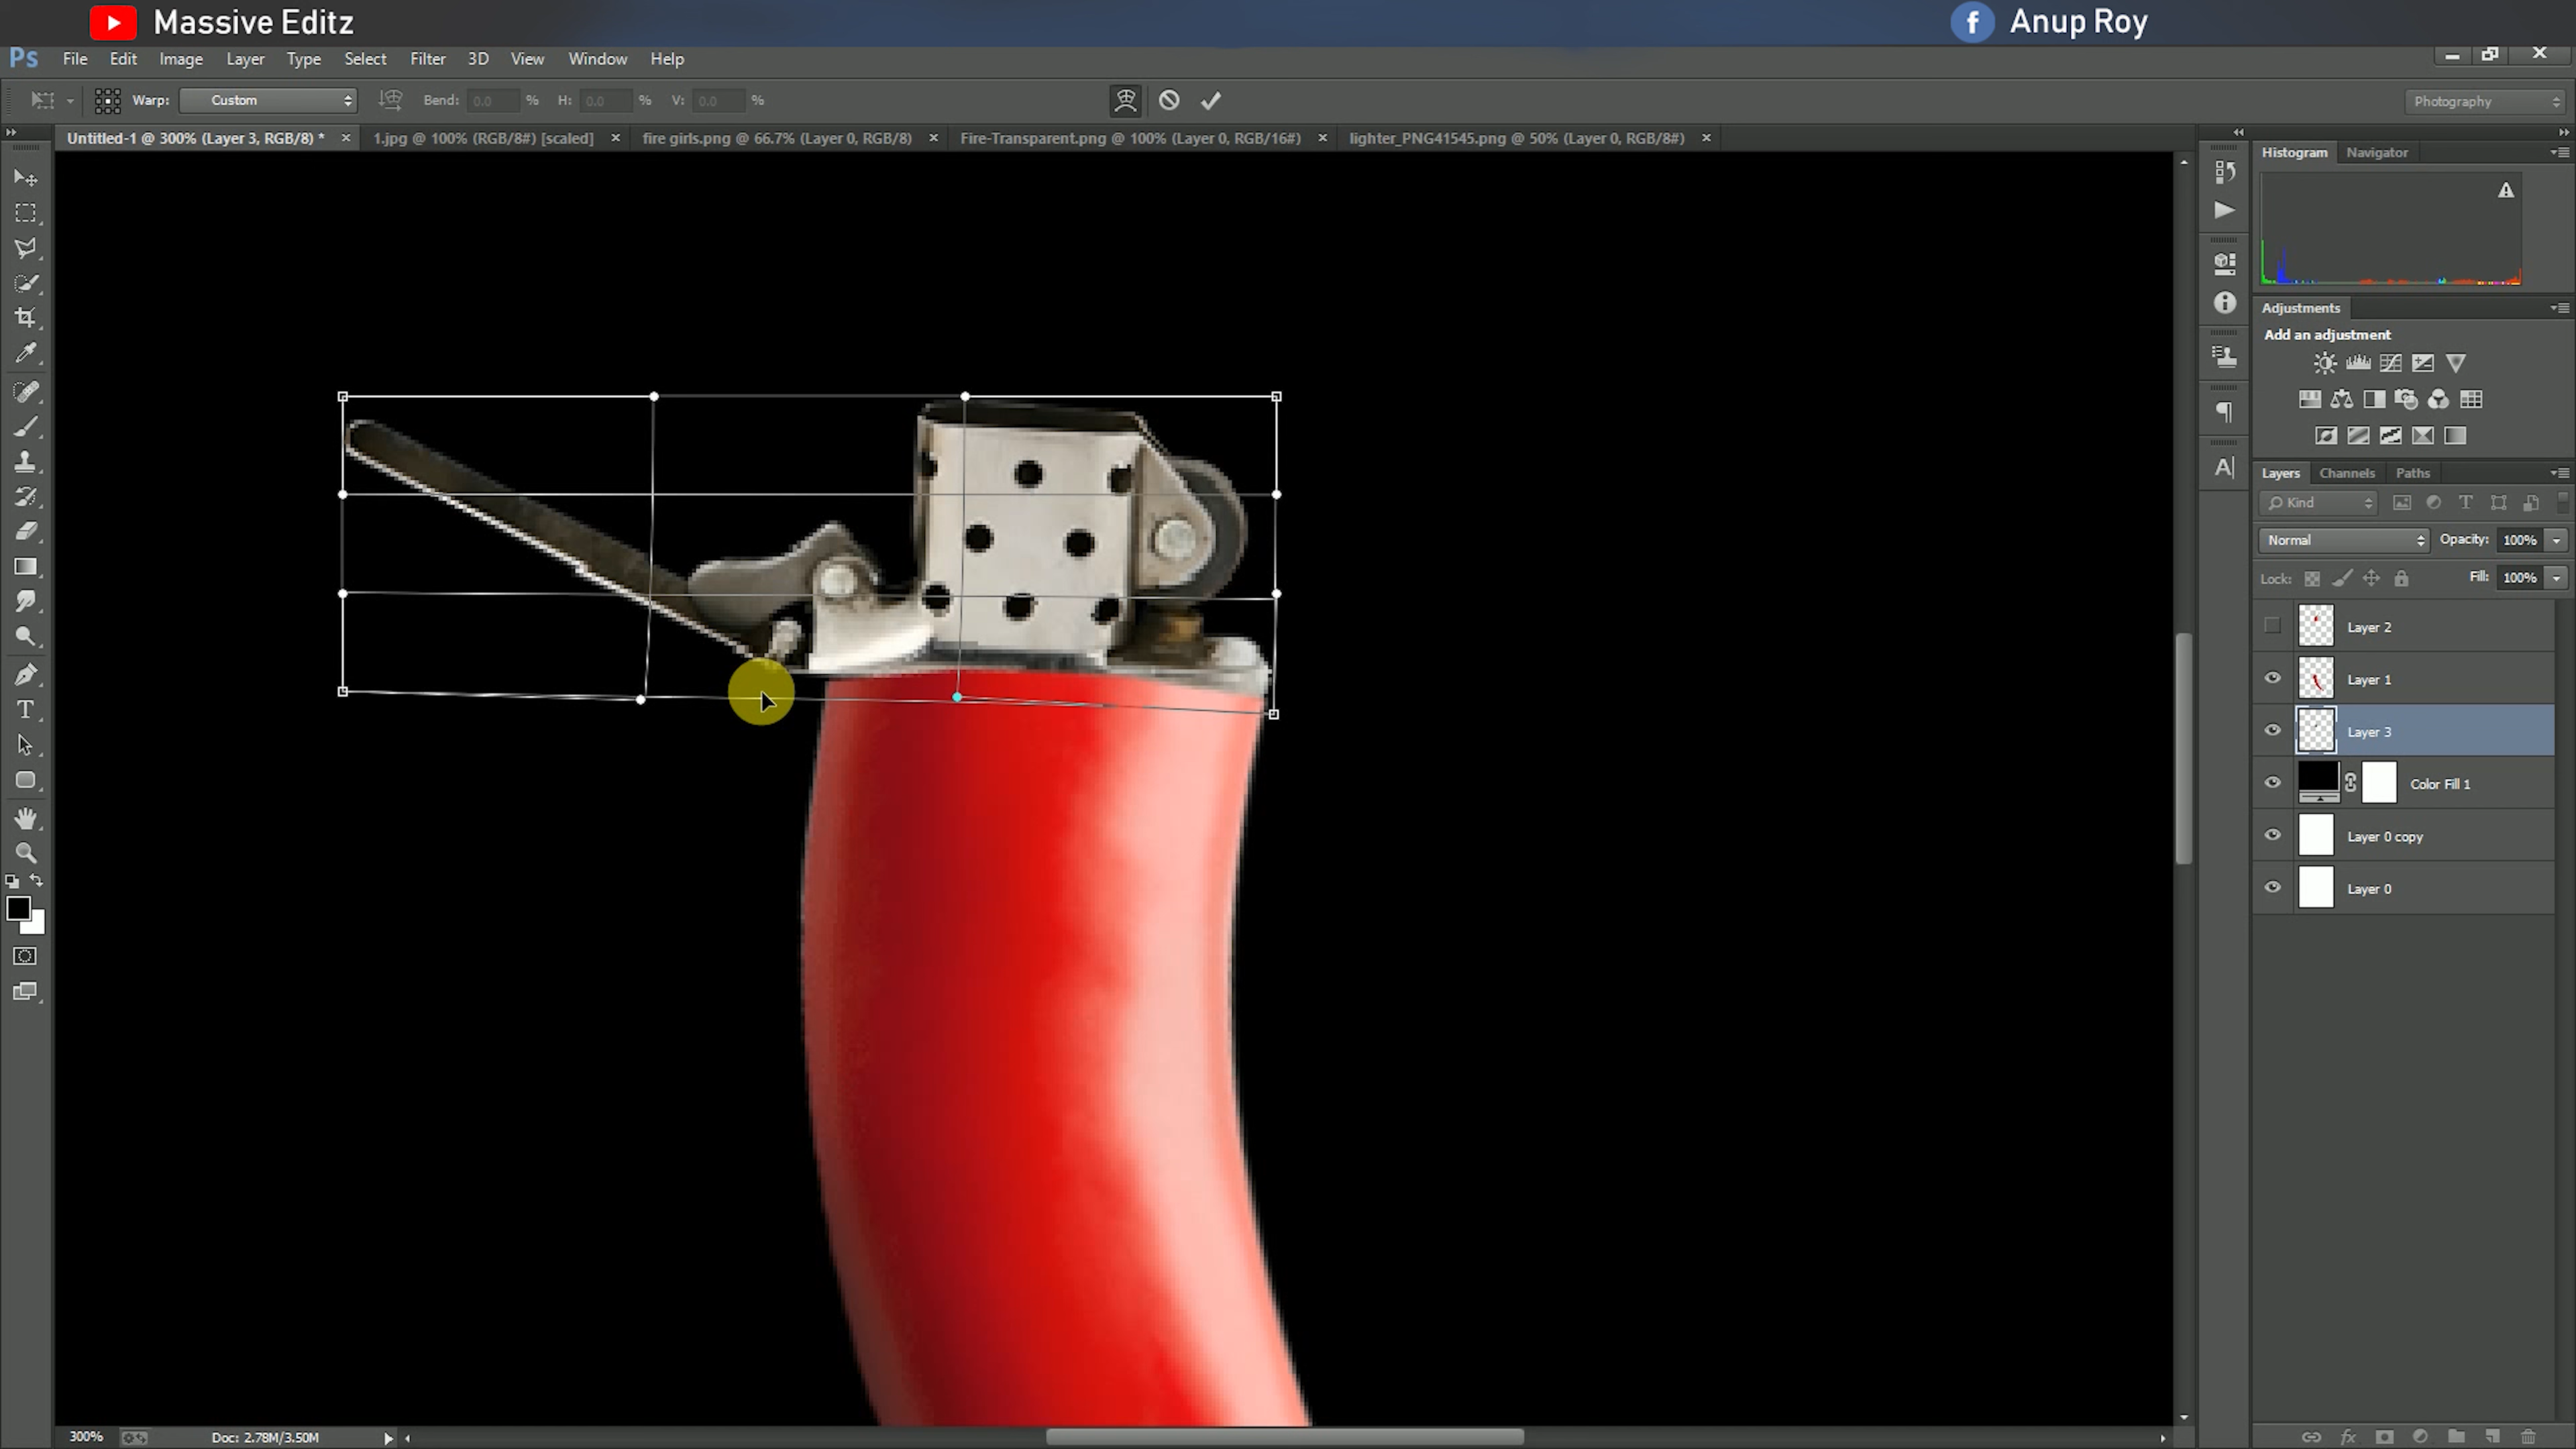 Massive Editz
f Anup Roy
Ps File Edit Image Layer Type Select Filter 3D View Window Help
Warp: Custom Bend: 0.0 % H: 0.0 % V: 0.0 % Photography
Untitled-1 @ 300% (Layer 3, RGB/8) * × 1.jpg @ 100% (RGB/8#) [scaled] × fire girls.png @ 66.7% (Layer 0, RGB/8) × Fire-Transparent.png @ 100% (Layer 0, RGB/16#) × lighter_PNG41545.png @ 50% (Layer 0, RGB/8#) ×
Histogram Navigator
Adjustments
Add an adjustment
Layers Channels Paths
Kind
Normal Opacity: 100%
Lock: Fill: 100%
Layer 2
Layer 1
Layer 3
Color Fill 1
Layer 0 copy
Layer 0
300% Doc: 2.78M/3.50M